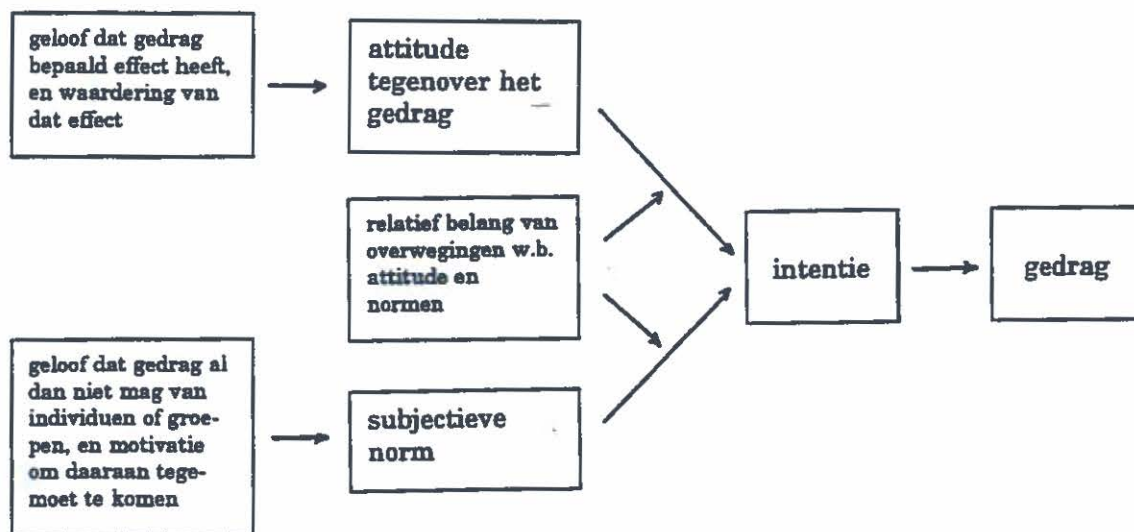 geloof dat gedrag
bepaald effect heeft,
en waardering van
dat effect
attitude
tegenover het
gedrag
relatief belang van
overwegingen w.b.
attitude en
normen
intentie
gedrag
geloof dat gedrag al
dan niet mag van
individuen of groe-
pen, en motivatie
om daaraan tege-
moet te komen
subjectieve
norm